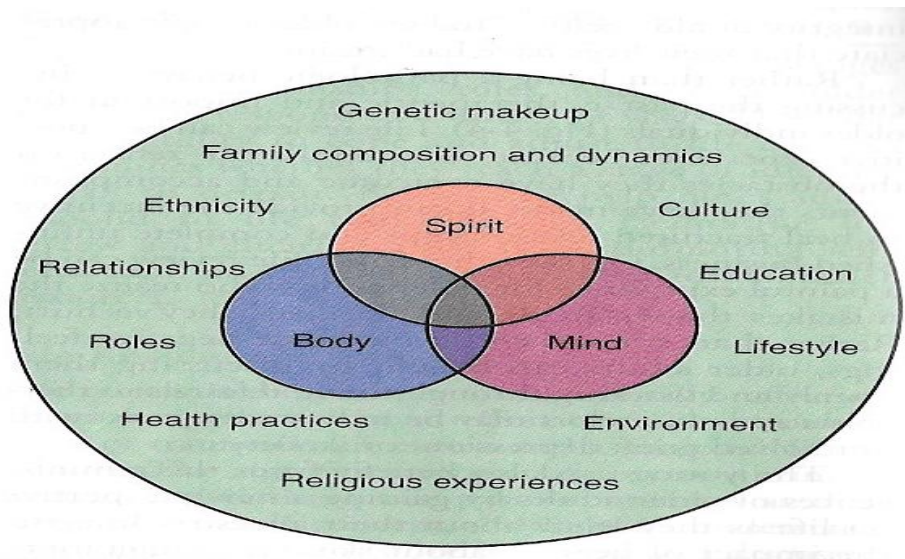 Genetic makeup
Family composition and dynamics
Ethnicity
Culture
Spirit
Relationships
Education
Roles
Body
Mind
Lifestyle
Health practices
Environment
Religious experiences